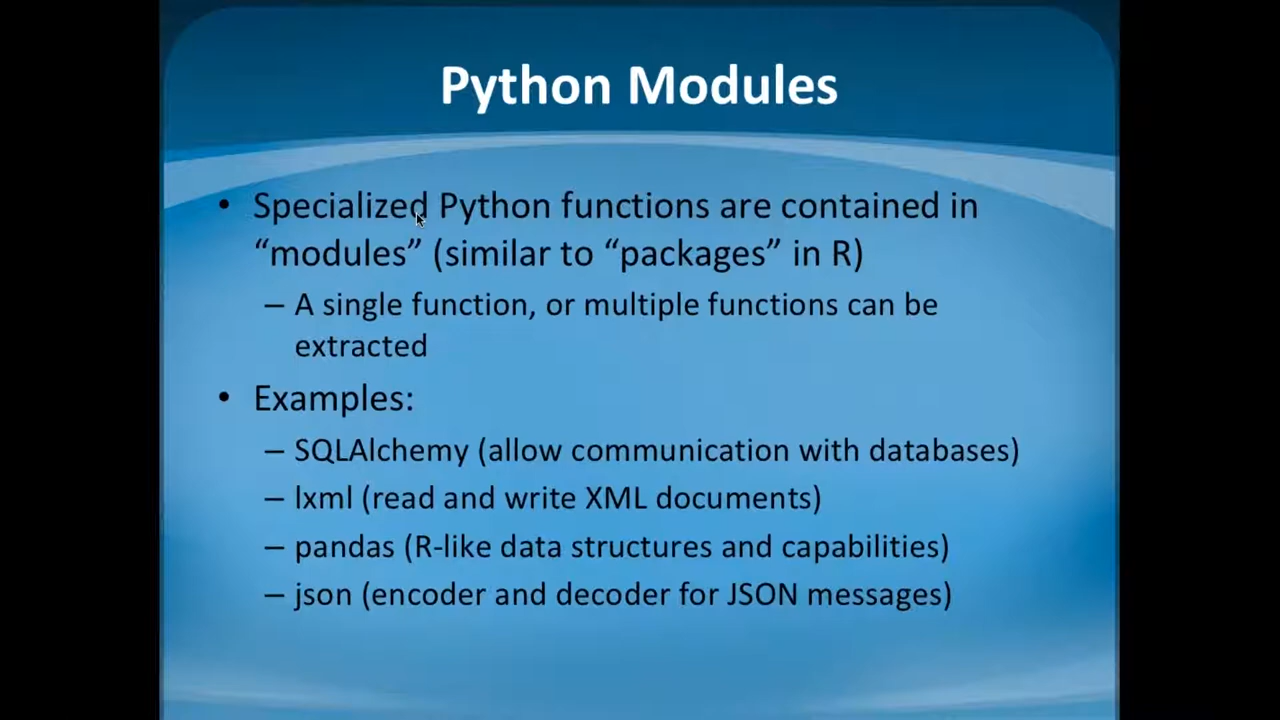 Python Modules
• Specialized Python functions are contained in
“modules” (similar to “packages” in R)
– A single function, or multiple functions can be
extracted
• Examples:
– SQLAlchemy (allow communication with databases)
– lxml (read and write XML documents)
– pandas (R-like data structures and capabilities)
– json (encoder and decoder for JSON messages)